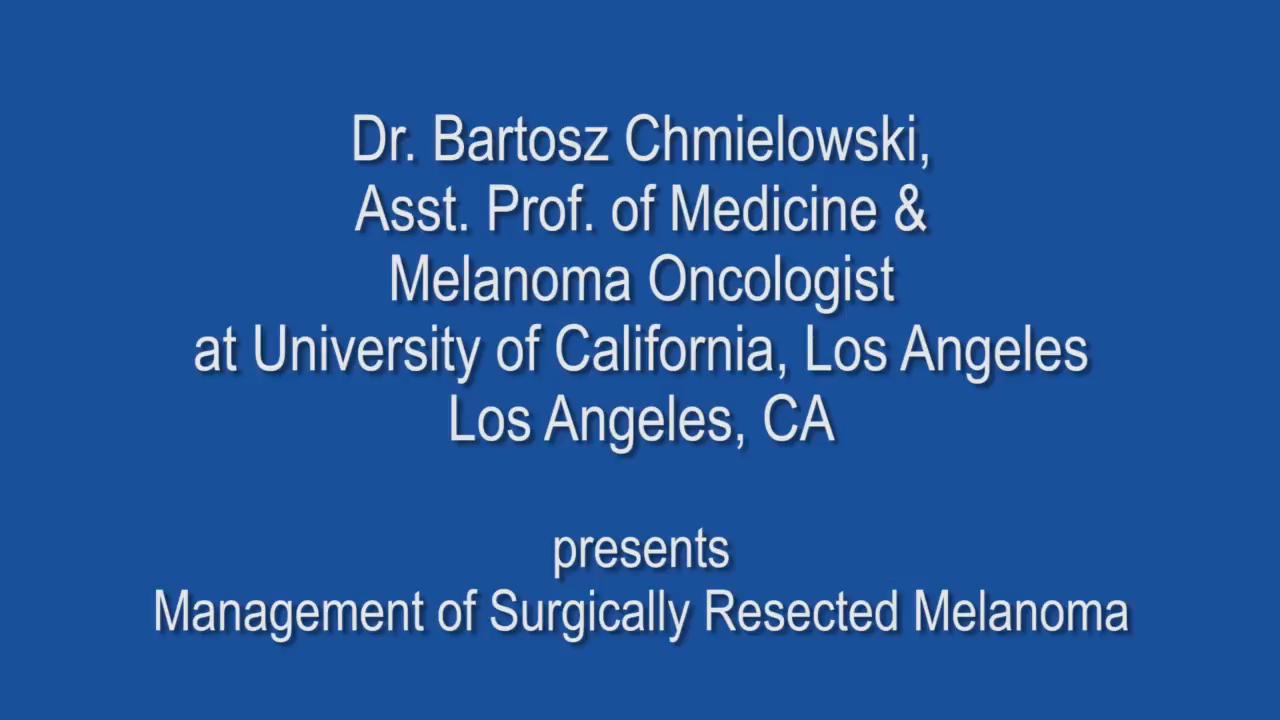 Dr. Bartosz Chmielowski,
Asst. Prof. of Medicine &
Melanoma Oncologist
at University of California, Los Angeles
Los Angeles, CA
presents
Management of Surgically Resected Melanoma